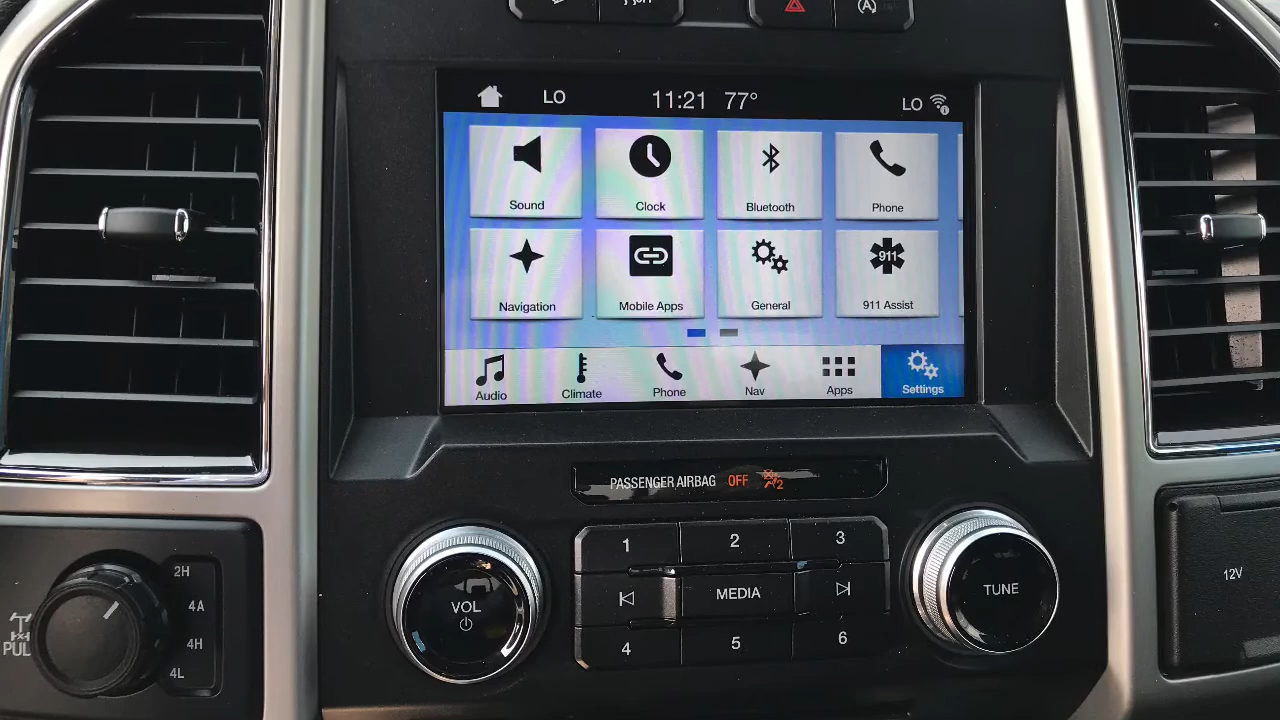 LO 11:21 77° LO
Sound Clock Bluetooth Phone
911
Navigation Mobile Apps General 911 Assist
Audio Climate Phone Nav Apps Settings
PASSENGER AIRBAG OFF 2
1 2 3
MEDIA
4 5 6
VOL
TUNE
2H
4A
4H
4L
PUL
12V